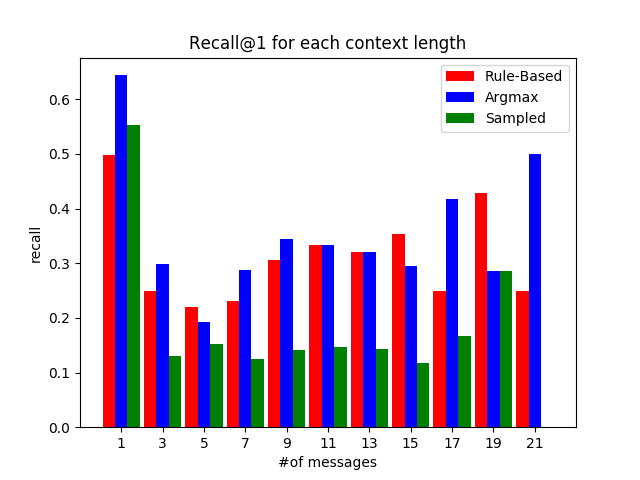 Recall@1 for each context length
Rule-Based
Argmax
Sampled
recall
0.6
0.5
0.4
0.3
0.2
0.1
0.0
1 3 5 7 9 11 13 15 17 19 21
#of messages